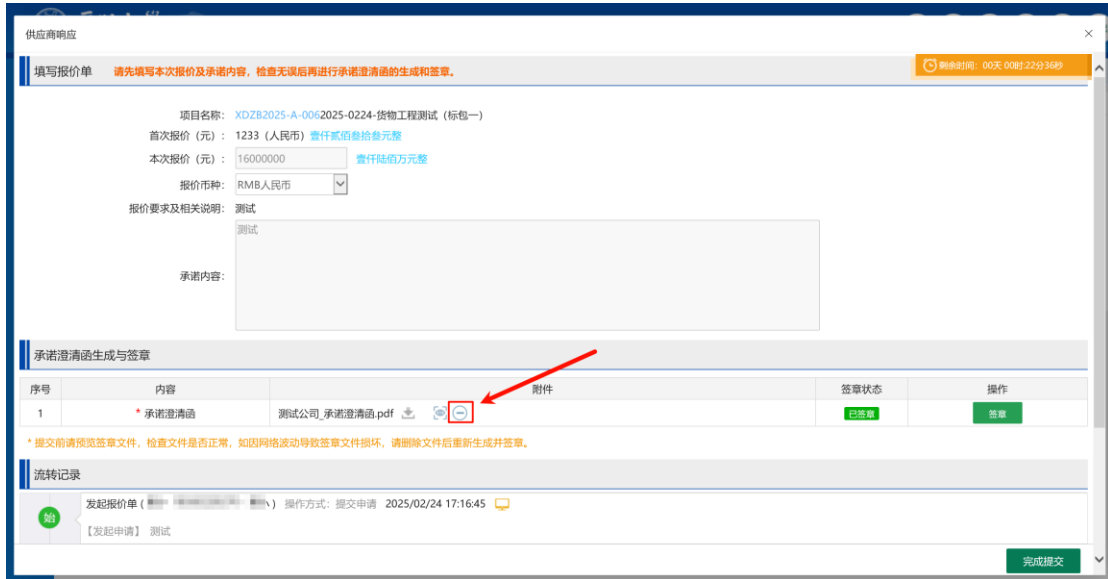 供应商响应
填写报价单 请先填写本次报价及承诺内容，检查无误后再进行承诺澄清函的生成和签章。 剩余时间：00天 00时:22分36秒
项目名称： XDZB2025-A-0062025-0224-货物工程测试（标包一）
首次报价（元）： 1233（人民币）壹仟贰佰叁拾叁元整
本次报价（元）： 16000000 壹仟陆佰万元整
报价币种： RMB人民币
报价要求及相关说明： 测试
承诺内容： 测试
承诺澄清函生成与签章
序号 内容 附件 签章状态 操作
1 * 承诺澄清函 测试公司_承诺澄清函.pdf 已签章 签章
* 提交前请预览签章文件，检查文件是否正常，如因网络波动导致签章文件损坏，请删除文件后重新生成并签章。
流转记录
始 发起报价单 ( ) 操作方式：提交申请 2025/02/24 17:16:45
【发起申请】 测试
完成提交